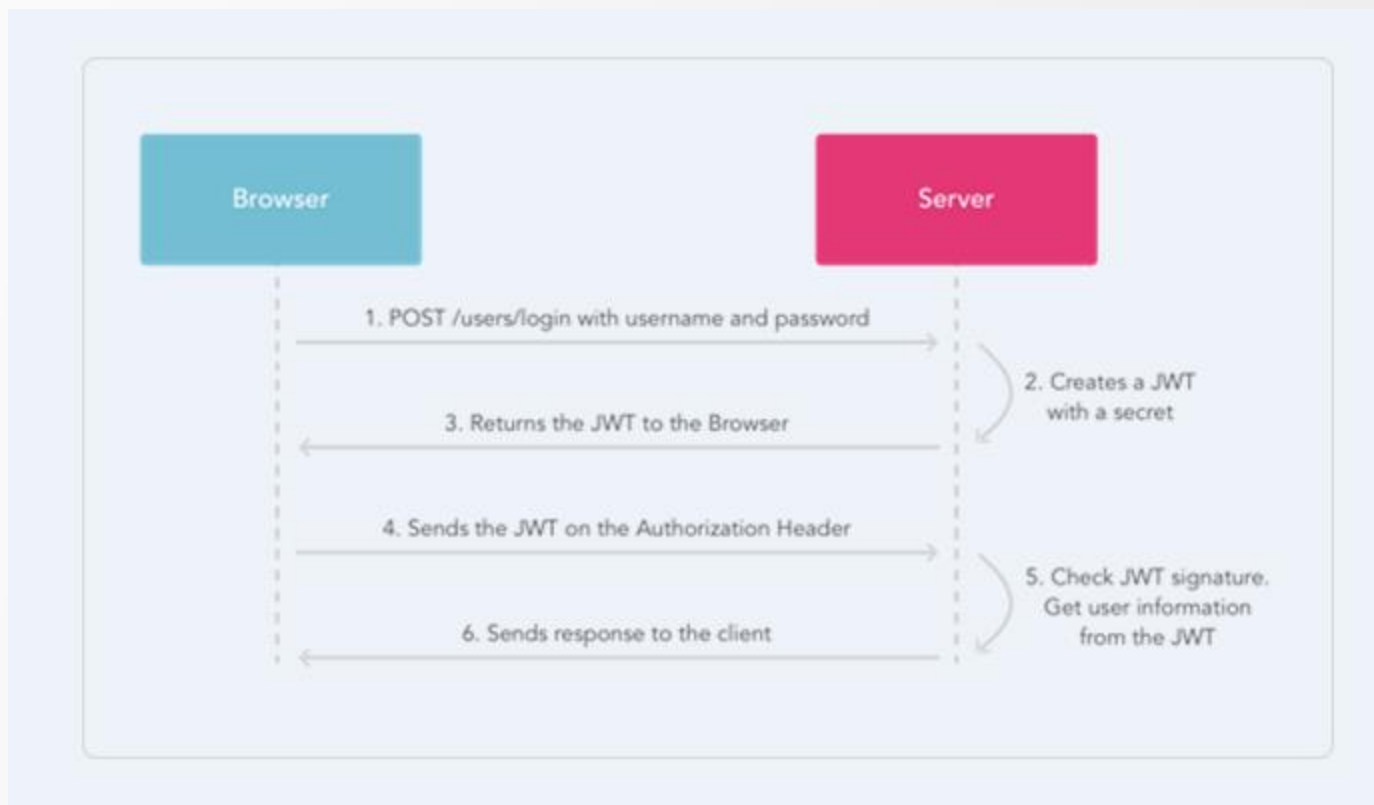 Browser
Server
1. POST /users/login with username and password
2. Creates a JWT
with a secret
3. Returns the JWT to the Browser
4. Sends the JWT on the Authorization Header
5. Check JWT signature.
Get user information
from the JWT
6. Sends response to the client